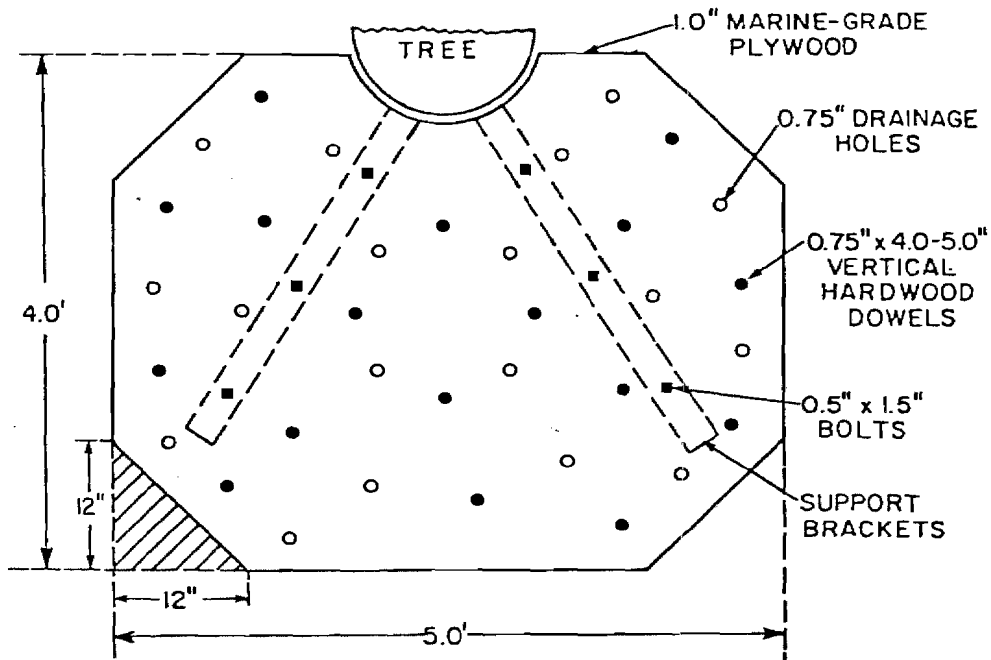 TREE
1.0" MARINE-GRADE
PLYWOOD
0.75" DRAINAGE
HOLES
0.75" x 4.0-5.0"
VERTICAL
HARDWOOD
DOWELS
4.0'
0.5" x 1.5"
BOLTS
12"
SUPPORT
BRACKETS
12"
5.0'